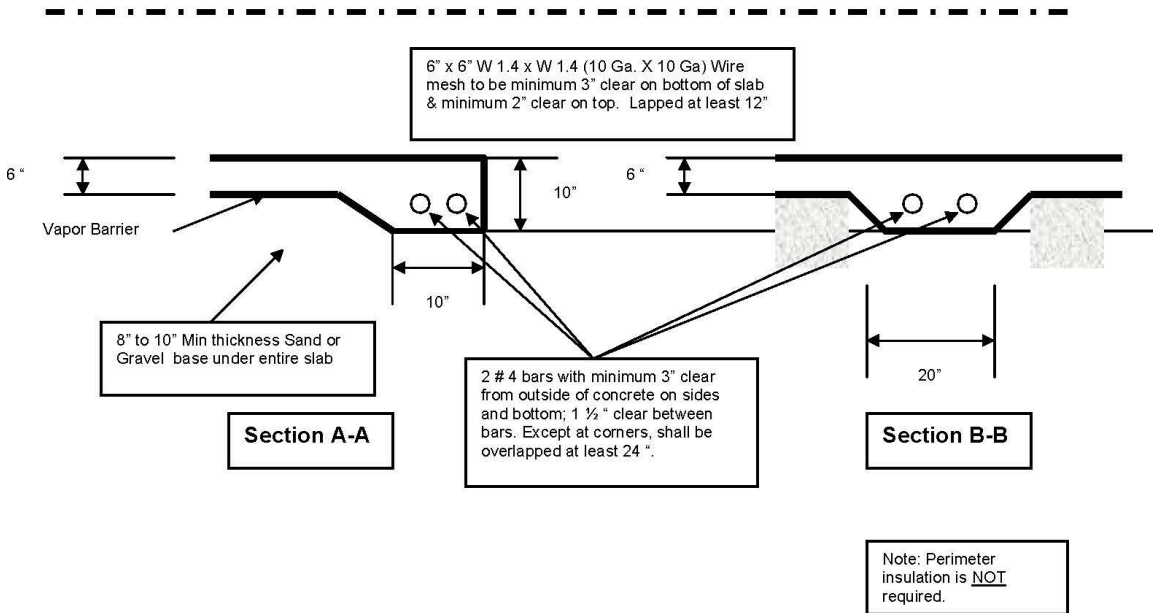 6” x 6” W 1.4 x W 1.4 (10 Ga. X 10 Ga) Wire
mesh to be minimum 3” clear on bottom of slab
& minimum 2” clear on top. Lapped at least 12”
6 “
10”
6 “
Vapor Barrier
10”
8” to 10” Min thickness Sand or
Gravel base under entire slab
2 # 4 bars with minimum 3” clear
from outside of concrete on sides
and bottom; 1 ½ “ clear between
bars. Except at corners, shall be
overlapped at least 24 “.
20”
Section A-A
Section B-B
Note: Perimeter
insulation is NOT
required.